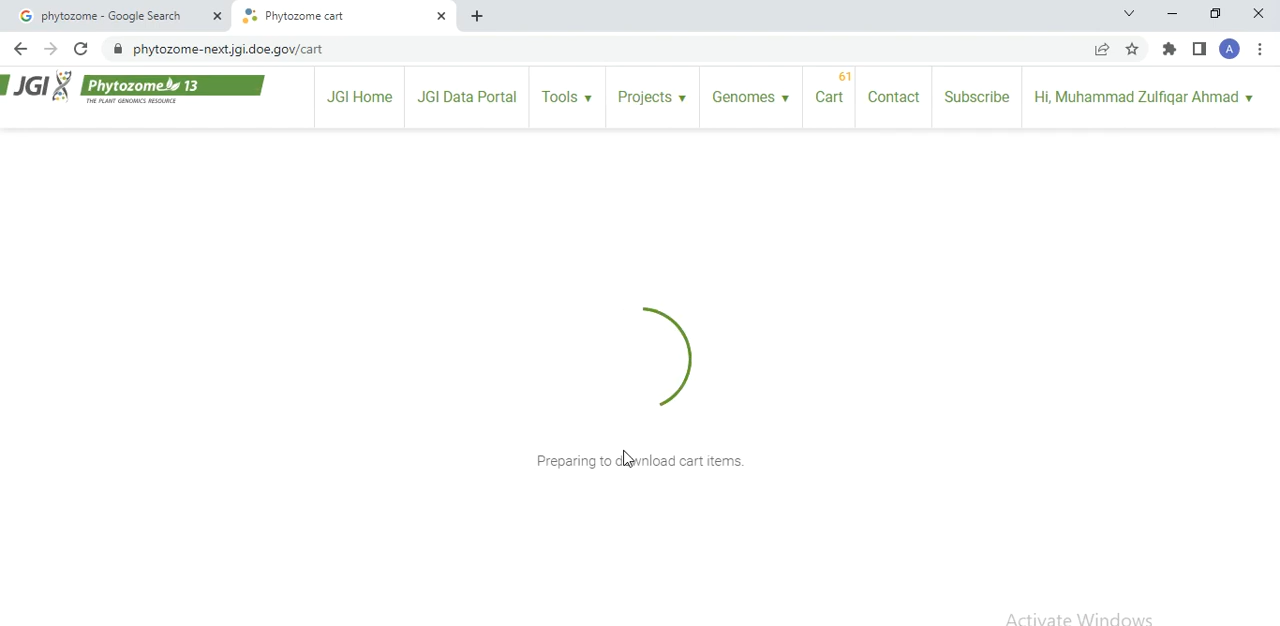 phytozome - Google Search
Phytozome cart
phytozome-next.jgi.doe.gov/cart
A
JGI Phytozome 13
THE PLANT GENOMICS RESOURCE
JGI Home
JGI Data Portal
Tools ▼
Projects ▼
Genomes ▼
61
Cart
Contact
Subscribe
Hi, Muhammad Zulfiqar Ahmad ▼
Preparing to download cart items.
Activate Windows